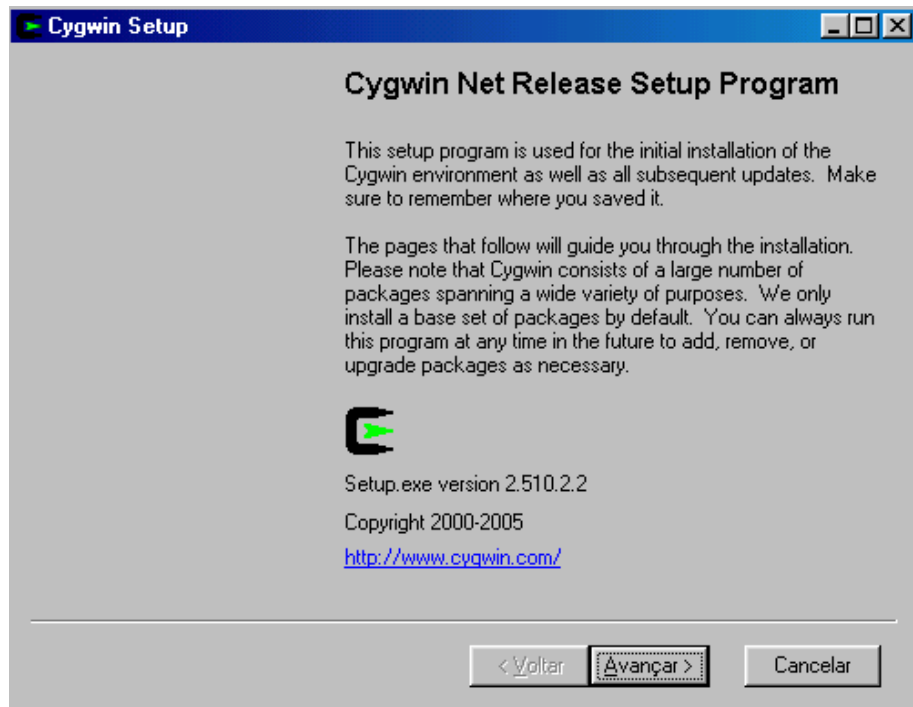 Cygwin Setup
Cygwin Net Release Setup Program
This setup program is used for the initial installation of the
Cygwin environment as well as all subsequent updates. Make
sure to remember where you saved it.
The pages that follow will guide you through the installation.
Please note that Cygwin consists of a large number of
packages spanning a wide variety of purposes. We only
install a base set of packages by default. You can always run
this program at any time in the future to add, remove, or
upgrade packages as necessary.
Setup.exe version 2.510.2.2
Copyright 2000-2005
http://www.cygwin.com/
< Voltar Avançar > Cancelar